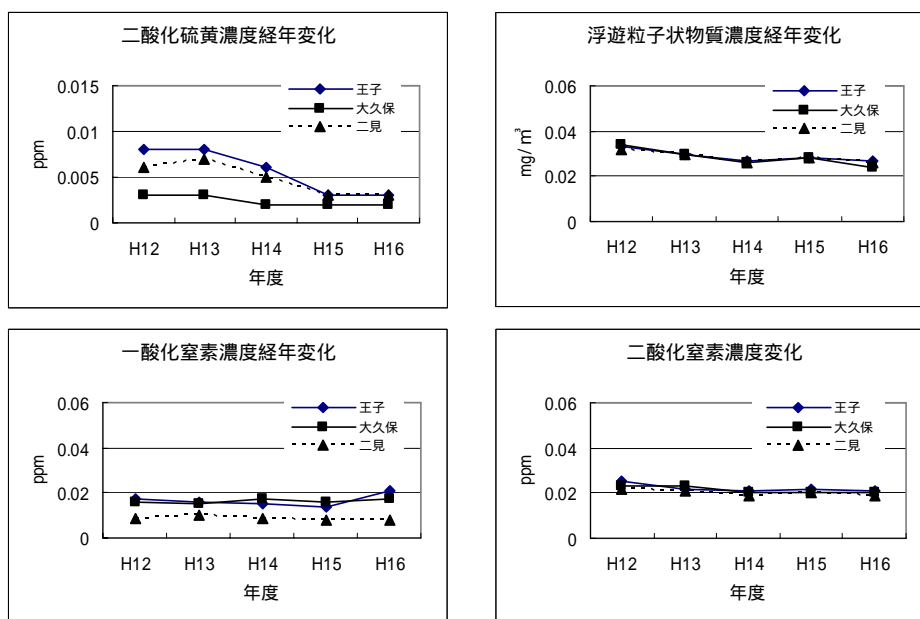 二酸化硫黄濃度経年変化
王子
大久保
二見
ppm
0.015
0.01
0.005
0
H12 H13 H14 H15 H16
年度
浮遊粒子状物質濃度経年変化
王子
大久保
二見
mg/㎥
0.06
0.04
0.02
0
H12 H13 H14 H15 H16
年度
一酸化窒素濃度経年変化
王子
大久保
二見
ppm
0.06
0.04
0.02
0
H12 H13 H14 H15 H16
年度
二酸化窒素濃度変化
王子
大久保
二見
ppm
0.06
0.04
0.02
0
H12 H13 H14 H15 H16
年度